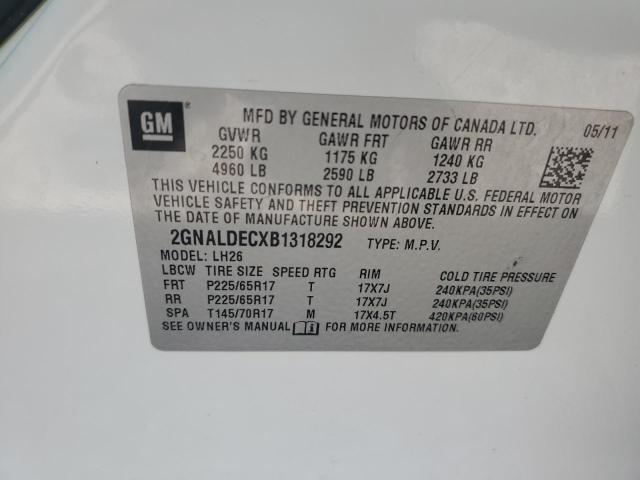 GM
MFD BY GENERAL MOTORS OF CANADA LTD. 05/11
GVWR GAWR FRT GAWR RR
2250 KG 1175 KG 1240 KG
4960 LB 2590 LB 2733 LB
THIS VEHICLE CONFORMS TO ALL APPLICABLE U.S. FEDERAL MOTOR
VEHICLE SAFETY AND THEFT PREVENTION STANDARDS IN EFFECT ON
THE DATE OF MANUFACTURE SHOWN ABOVE.
2GNALDECXB1318292 TYPE: M.P.V.
MODEL: LH26
LBCW TIRE SIZE SPEED RTG RIM COLD TIRE PRESSURE
FRT P225/65R17 T 17X7J 240KPA(35PSI)
RR P225/65R17 T 17X7J 240KPA(35PSI)
SPA T145/70R17 M 17X4.5T 420KPA(60PSI)
SEE OWNER'S MANUAL FOR MORE INFORMATION.